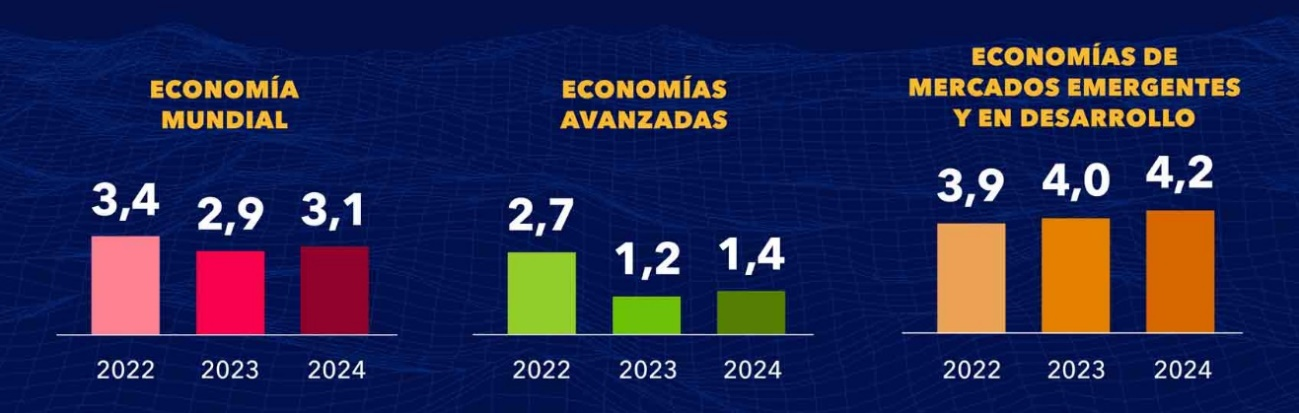 ECONOMÍA
MUNDIAL
3,4 2,9 3,1
2022 2023 2024
ECONOMÍAS
AVANZADAS
2,7 1,2 1,4
2022 2023 2024
ECONOMÍAS DE
MERCADOS EMERGENTES
Y EN DESARROLLO
3,9 4,0 4,2
2022 2023 2024